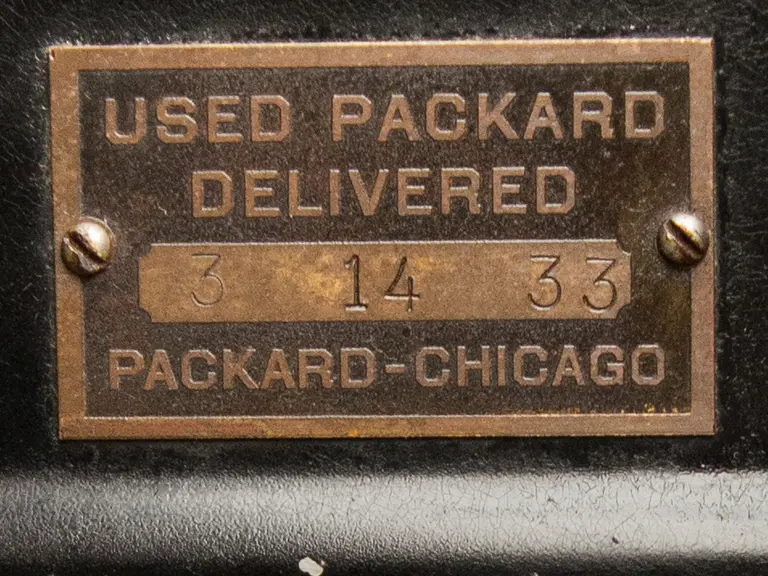 USED PACKARD
DELIVERED
3 14 33
PACKARD-CHICAGO